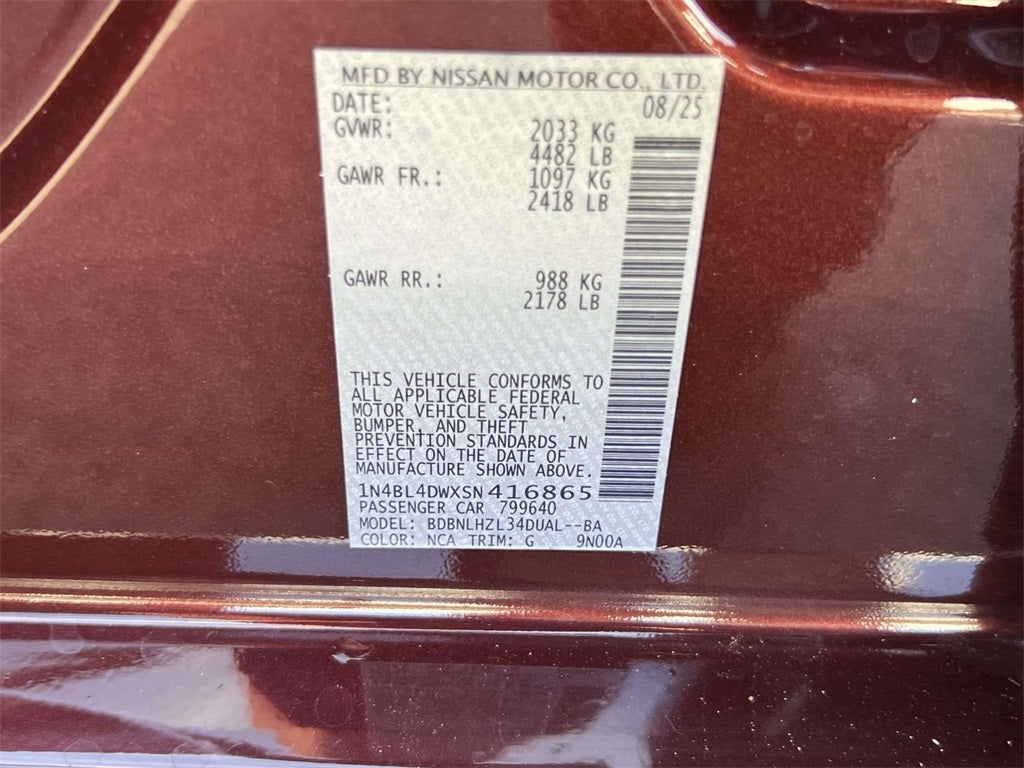 MFD BY NISSAN MOTOR CO., LTD.
DATE: 08/25
GVWR: 2033 KG
4482 LB
GAWR FR.: 1097 KG
2418 LB
GAWR RR.: 988 KG
2178 LB
THIS VEHICLE CONFORMS TO
ALL APPLICABLE FEDERAL
MOTOR VEHICLE SAFETY,
BUMPER, AND THEFT
PREVENTION STANDARDS IN
EFFECT ON THE DATE OF
MANUFACTURE SHOWN ABOVE.
1N4BL4DWXSN416865
PASSENGER CAR 799640
MODEL: BDBNLHZL34DUAL--BA
COLOR: NCA TRIM: G 9N00A